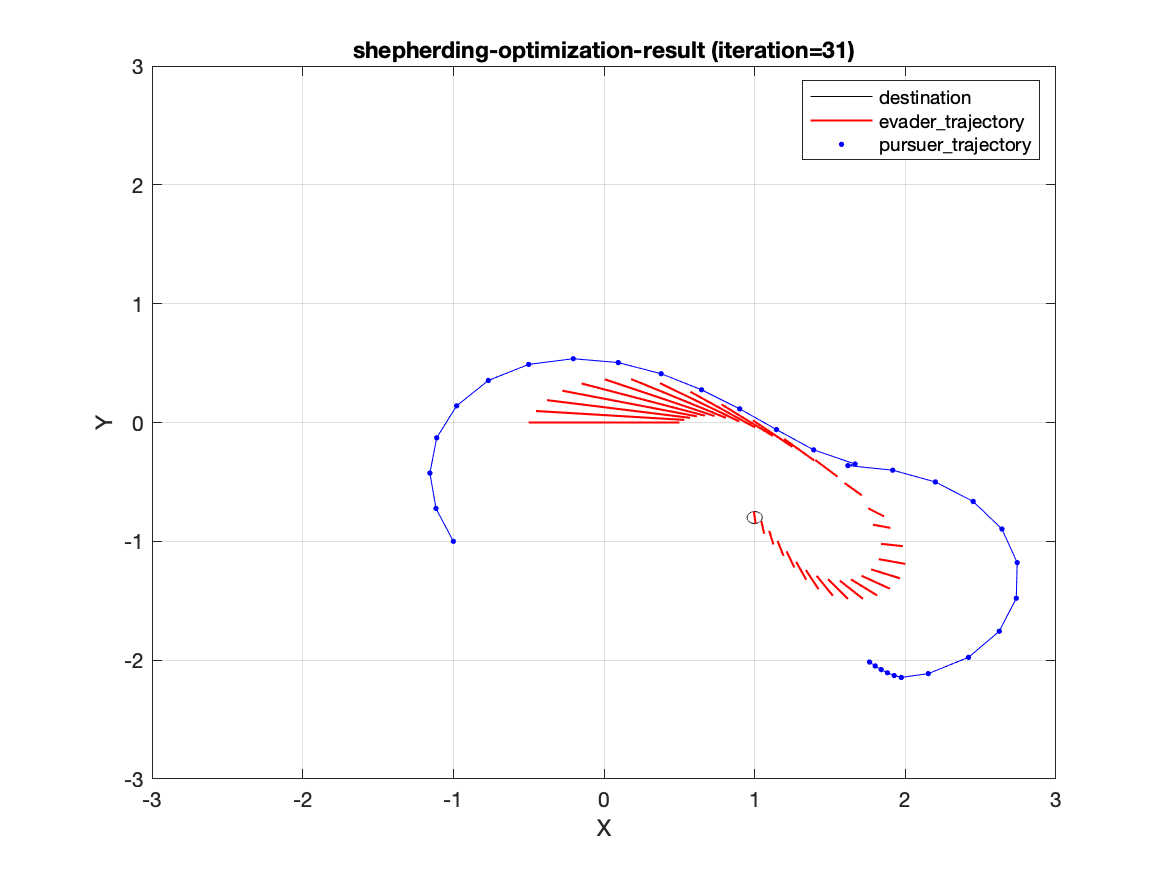 shepherding-optimization-result (iteration=31)
3
destination
evader_trajectory
pursuer_trajectory
2
1
0
-1
-2
-3
Y
-3 -2 -1 0 1 2 3
X